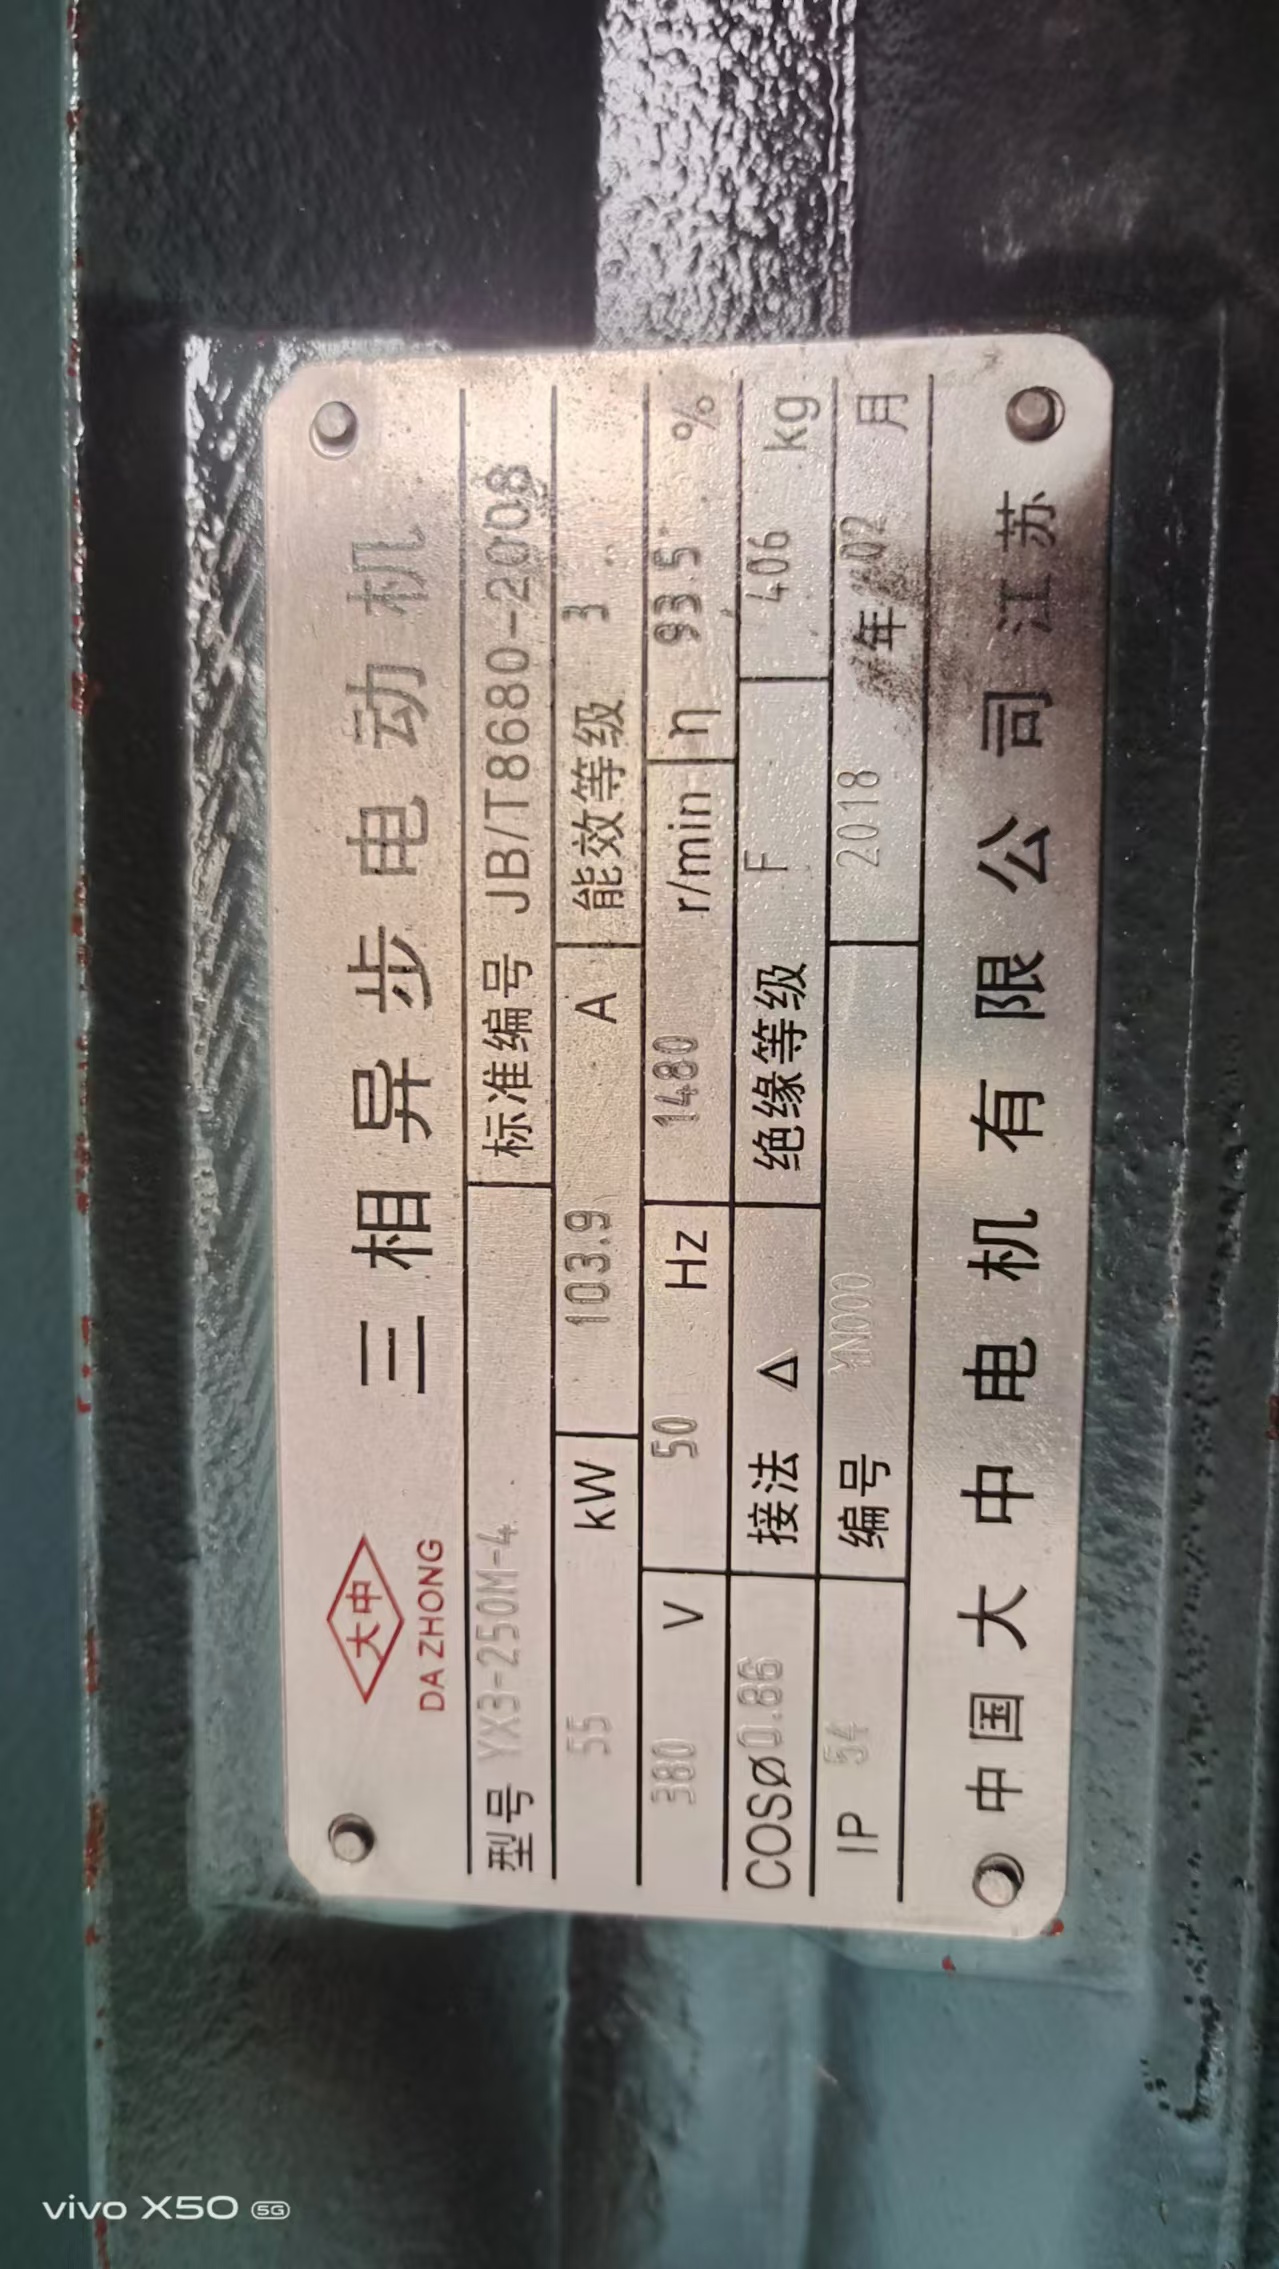 大中
DA ZHONG
三相异步电动机
型号 YX3-250M-4 标准编号 JB/T8680-2008
55 kW 103.9 A 能效等级 3
380 V 50 Hz 1480 r/min η 93.5 %
COSø 0.86 接法 Δ 绝缘等级 F 406 kg
IP 54 编号 2018 年 02 月
中国大中电机有限公司江苏
vivo X50 5G